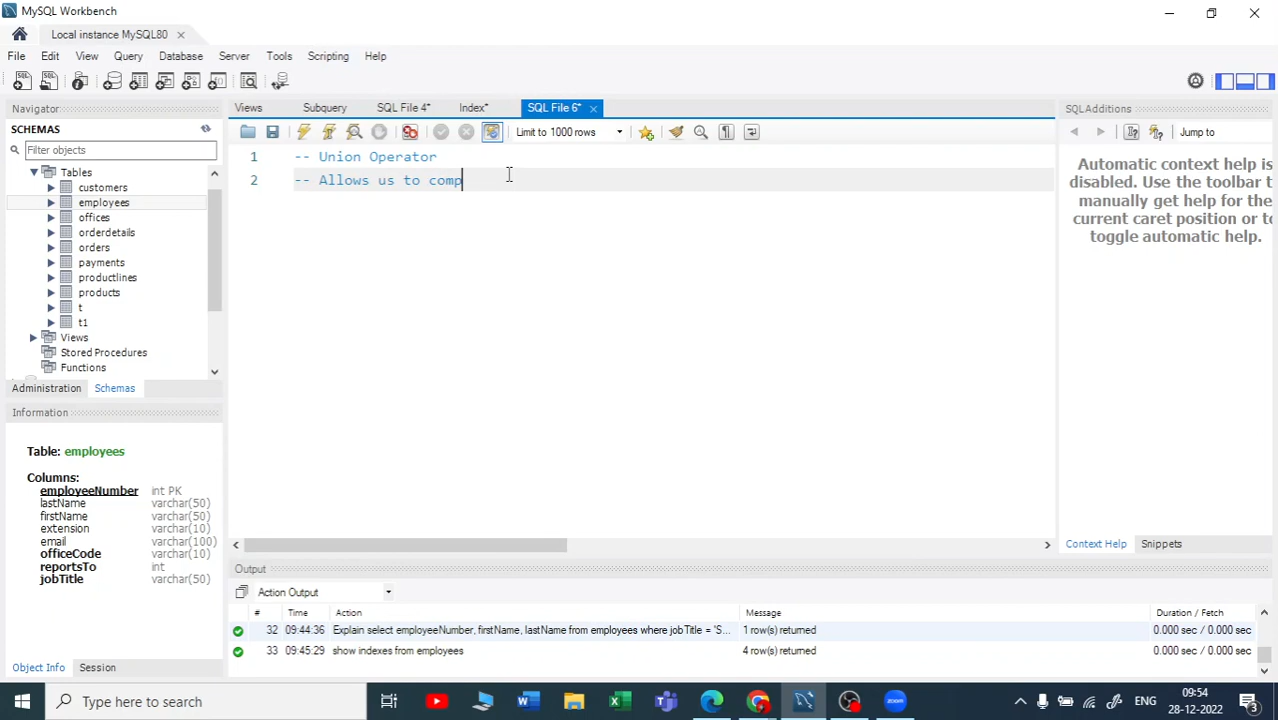 MySQL Workbench
Local instance MySQL80
File Edit View Query Database Server Tools Scripting Help
Navigator
SCHEMAS
Filter objects
Tables
customers
employees
offices
orderdetails
orders
payments
productlines
products
t
t1
Views
Stored Procedures
Functions
Administration Schemas
Information
Table: employees
Columns:
employeeNumber int PK
lastName varchar(50)
firstName varchar(50)
extension varchar(10)
email varchar(100)
officeCode varchar(10)
reportsTo int
jobTitle varchar(50)
Object Info Session
Views Subquery SQL File 4* Index* SQL File 6*
Limit to 1000 rows
1 -- Union Operator
2 -- Allows us to comp
SQLAdditions
Jump to
Automatic context help is
disabled. Use the toolbar t
manually get help for the
current caret position or to
toggle automatic help.
Context Help Snippets
Output
Action Output
# Time Action Message Duration / Fetch
32 09:44:36 Explain select employeeNumber, firstName, lastName from employees where jobTitle = 'S... 1 row(s) returned 0.000 sec / 0.000 sec
33 09:45:29 show indexes from employees 4 row(s) returned 0.000 sec / 0.000 sec
Type here to search
zoom
ENG
09:54
28-12-2022
3